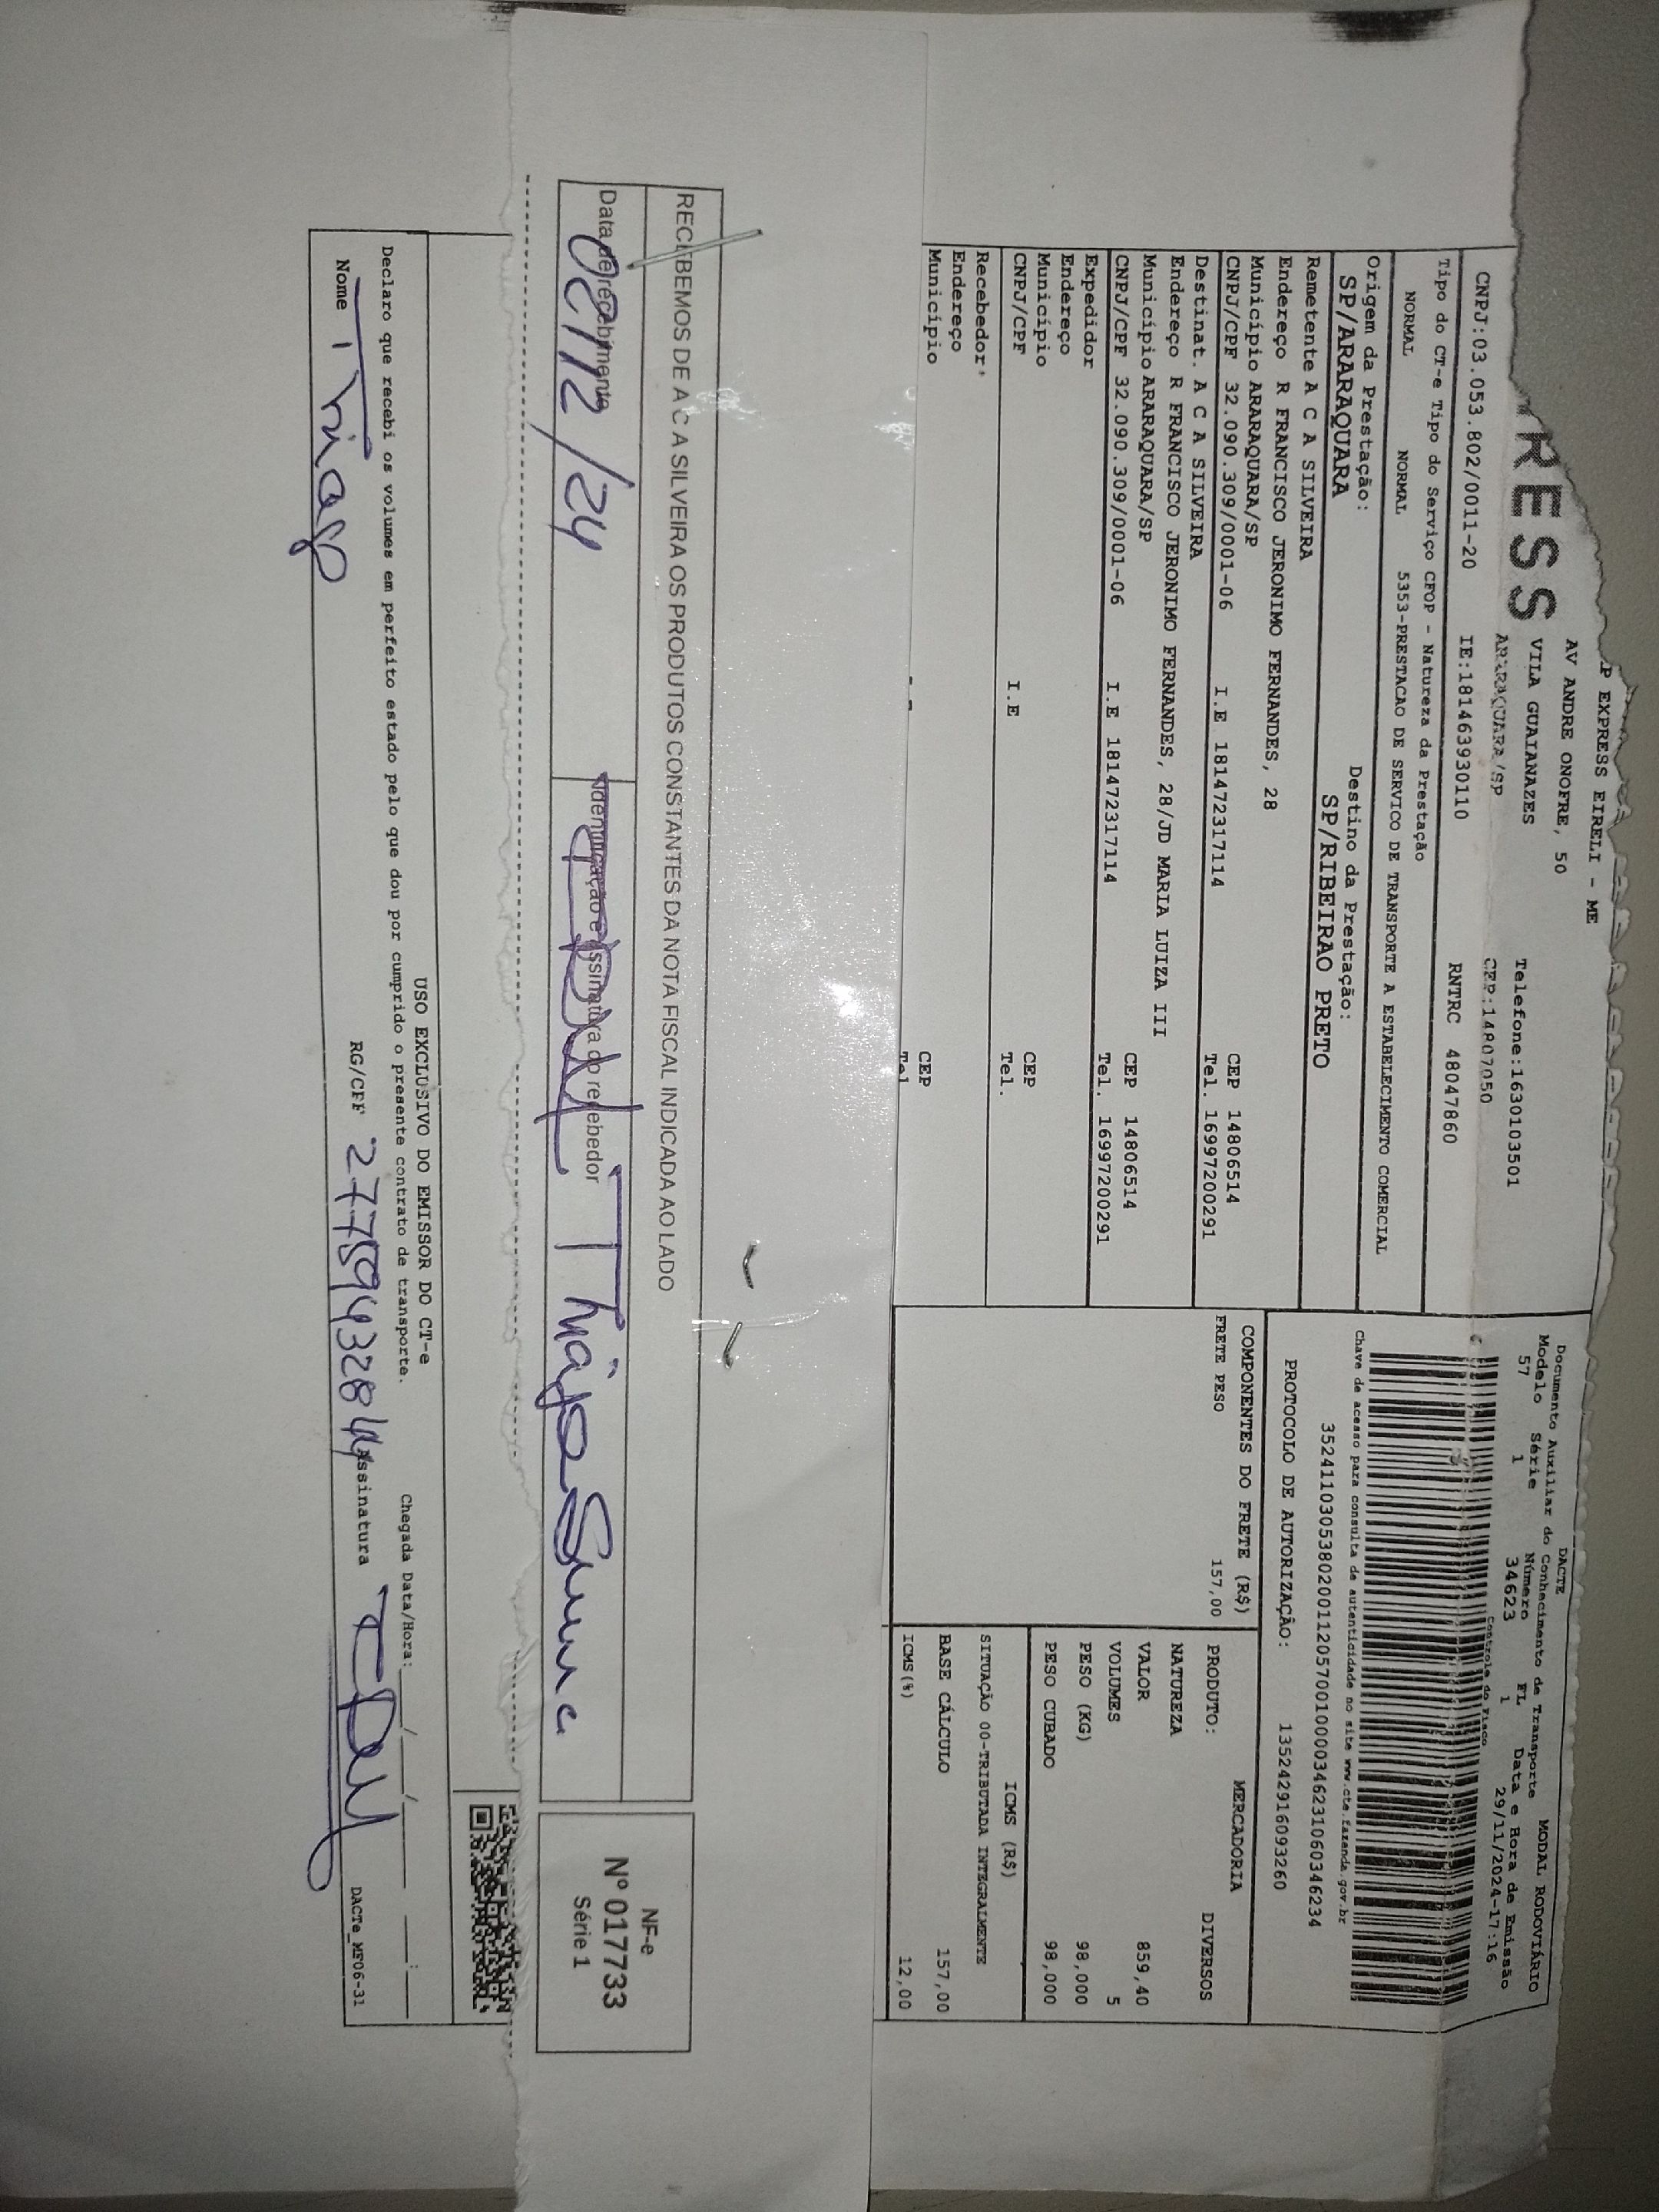 RESS
P EXPRESS EIRELI - ME
AV ANDRE ONOFRE, 50
VILA GUAIANAZES
ARARAQUARA/SP
Telefone:1630103501
CEP:14807050
CNPJ:03.053.802/0011-20 IE:181463930110 RNTRC 48047860
Tipo do CT-e Tipo do Serviço CFOP - Natureza da Prestação
NORMAL NORMAL 5353-PRESTACAO DE SERVICO DE TRANSPORTE A ESTABELECIMENTO COMERCIAL
Origem da Prestação: Destino da Prestação:
SP/ARARAQUARA SP/RIBEIRAO PRETO
DACTE MODAL RODOVIÁRIO
Documento Auxiliar do Conhecimento de Transporte
Modelo Série Número FL Data e Hora de Emissão
57 1 34623 1 29/11/2024-17:16
Controle do Fisco
Chave de acesso para consulta de autenticidade no site www.cte.fazenda.gov.br
35241103053802001120570010000346231060346234
PROTOCOLO DE AUTORIZAÇÃO: 135242916093260
Remetente A C A SILVEIRA
Endereço R FRANCISCO JERONIMO FERNANDES, 28
Município ARARAQUARA/SP CEP 14806514
CNPJ/CPF 32.090.309/0001-06 I.E 181472317114 Tel. 16997200291
Destinat. A C A SILVEIRA
Endereço R FRANCISCO JERONIMO FERNANDES, 28/JD MARIA LUIZA III
Município ARARAQUARA/SP CEP 14806514
CNPJ/CPF 32.090.309/0001-06 I.E 181472317114 Tel. 16997200291
Expedidor
Endereço
Município CEP
CNPJ/CPF I.E Tel.
Recebedor
Endereço
Município CEP
Tel
COMPONENTES DO FRETE (R$)
FRETE PESO 157,00
MERCADORIA
PRODUTO: DIVERSOS
NATUREZA
VALOR 859,40
VOLUMES 5
PESO (KG) 98,000
PESO CUBADO 98,000
ICMS (R$)
SITUAÇÃO 00-TRIBUTADA INTEGRALMENTE
BASE CÁLCULO 157,00
ICMS(%) 12,00
RECEBEMOS DE A C A SILVEIRA OS PRODUTOS CONSTANTES DA NOTA FISCAL INDICADA AO LADO
Data de recebimento Identificação e assinatura do recebedor
/12/24 Thiago
NF-e
Nº 017733
Série 1
USO EXCLUSIVO DO EMISSOR DO CT-e
Declaro que recebi os volumes em perfeito estado pelo que dou por cumprido o presente contrato de transporte. Chegada Data/Hora: __/__/____ __:__
Nome Thiago RG/CPF Assinatura
DACTe_MF06-31